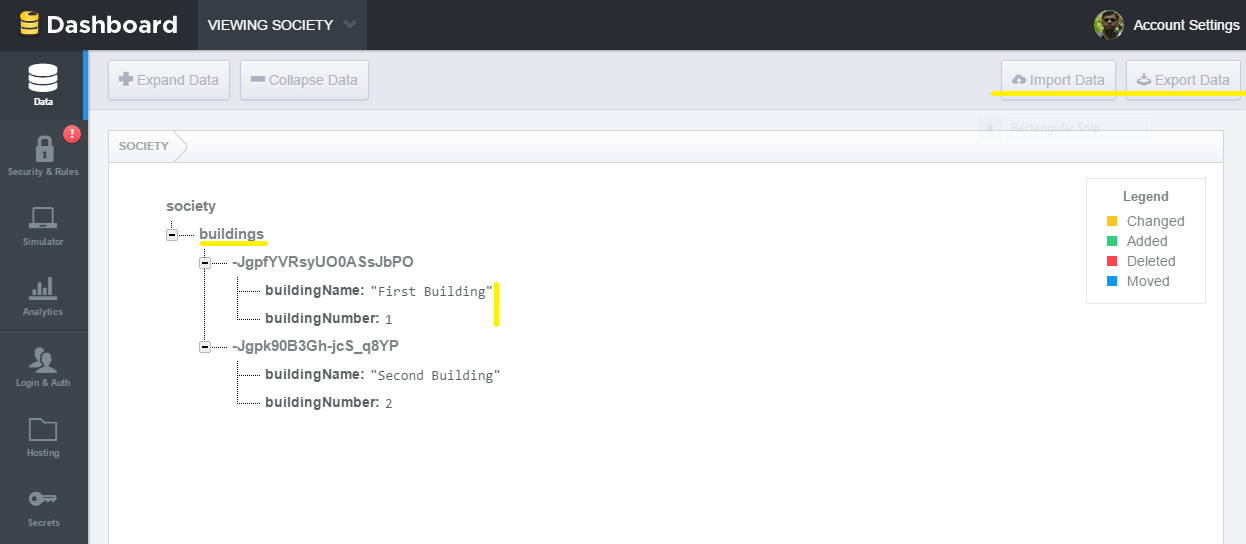 Dashboard
VIEWING SOCIETY
Account Settings
Expand Data
Collapse Data
Import Data
Export Data
Data
!
Security & Rules
Simulator
Analytics
Login & Auth
Hosting
Secrets
Rectangular Snip
SOCIETY
society
buildings
-JgpfYVRsyUO0ASsJbPO
buildingName: "First Building"
buildingNumber: 1
-Jgpk90B3Gh-jcS_q8YP
buildingName: "Second Building"
buildingNumber: 2
Legend
Changed
Added
Deleted
Moved